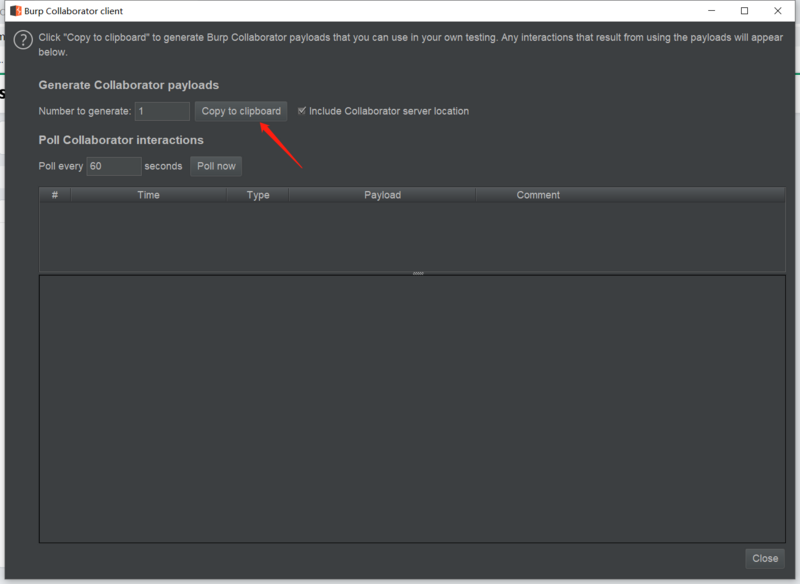 Burp Collaborator client
Click "Copy to clipboard" to generate Burp Collaborator payloads that you can use in your own testing. Any interactions that result from using the payloads will appear
below.
Generate Collaborator payloads
Number to generate: 1 Copy to clipboard Include Collaborator server location
Poll Collaborator interactions
Poll every 60 seconds Poll now
# Time Type Payload Comment
Close